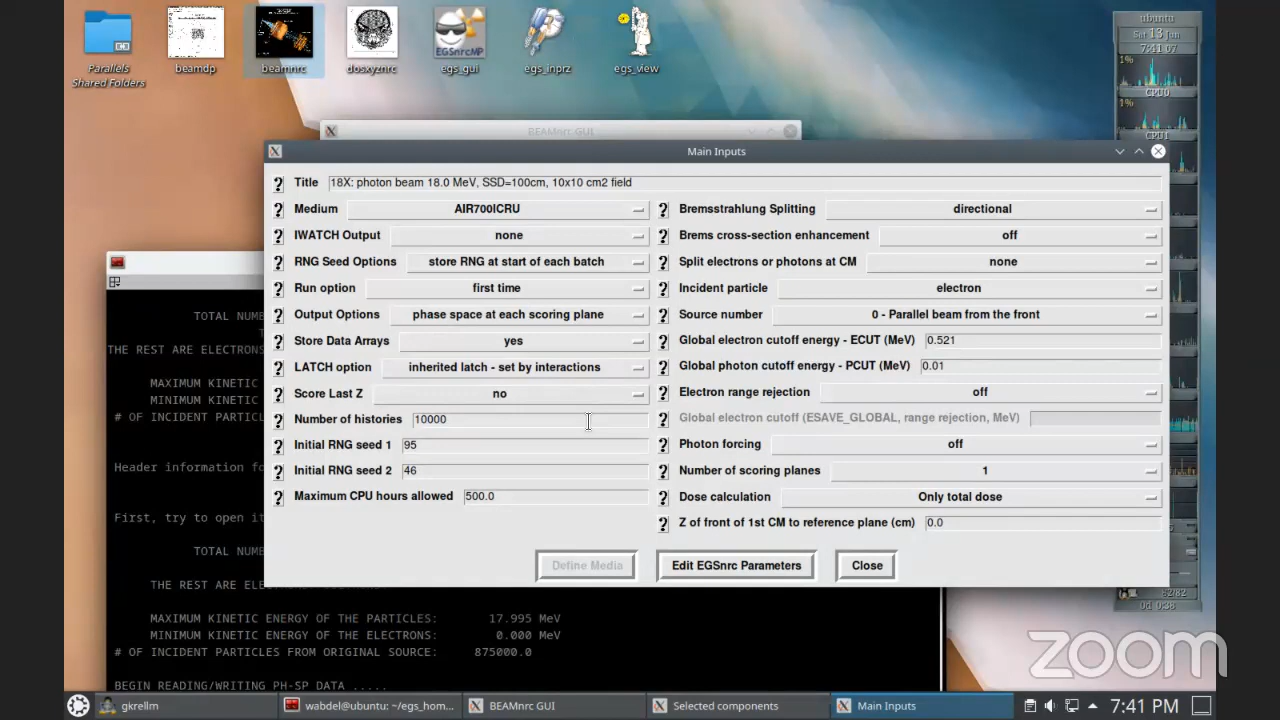 Parallels
Shared Folders
beamdp
beamnrc
dosxyznrc
EGSnrcMP
egs_gui
egs_inprz
egs_view
ubuntu
Sat 13 Jun
7:41 07
1%
CPU0
1%
CPU1
BEAMnrc GUI
Main Inputs
Title 18X: photon beam 18.0 MeV, SSD=100cm, 10x10 cm2 field
Medium AIR700ICRU
IWATCH Output none
RNG Seed Options store RNG at start of each batch
Run option first time
Output Options phase space at each scoring plane
Store Data Arrays yes
LATCH option inherited latch - set by interactions
Score Last Z no
Number of histories 10000
Initial RNG seed 1 95
Initial RNG seed 2 46
Maximum CPU hours allowed 500.0
Bremsstrahlung Splitting directional
Brems cross-section enhancement off
Split electrons or photons at CM none
Incident particle electron
Source number 0 - Parallel beam from the front
Global electron cutoff energy - ECUT (MeV) 0.521
Global photon cutoff energy - PCUT (MeV) 0.01
Electron range rejection off
Global electron cutoff (ESAVE_GLOBAL, range rejection, MeV)
Photon forcing off
Number of scoring planes 1
Dose calculation Only total dose
Z of front of 1st CM to reference plane (cm) 0.0
Define Media
Edit EGSnrc Parameters
Close
TOTAL NUMB
THE REST ARE ELECTRONS
MAXIMUM KINETIC
MINIMUM KINETIC
# OF INCIDENT PARTICL
Header information fo
First, try to open it
TOTAL NUM
THE REST ARE ELE
MAXIMUM KINETIC ENERGY OF THE PARTICLES: 17.995 MeV
MINIMUM KINETIC ENERGY OF THE ELECTRONS: 0.000 MeV
# OF INCIDENT PARTICLES FROM ORIGINAL SOURCE: 875000.0
BEGIN READING/WRITING PH-SP DATA .....
0d 0:38
zoom
gkrellm
wabdel@ubuntu: ~/egs_hom...
BEAMnrc GUI
Selected components
Main Inputs
7:41 PM